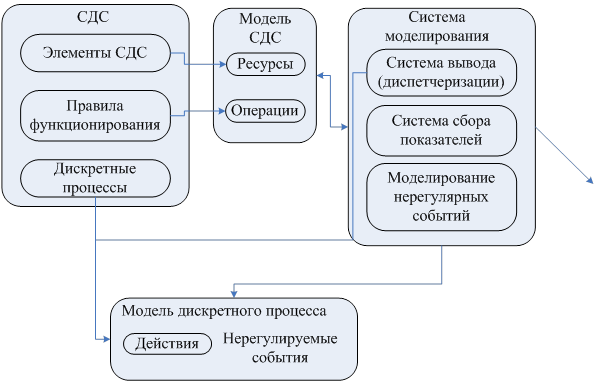 СДС
Элементы СДС
Правила
функционирования
Дискретные
процессы
Модель
СДС
Ресурсы
Операции
Система
моделирования
Система вывода
(диспетчеризации)
Система сбора
показателей
Моделирование
нерегулярных
событий
Модель дискретного процесса
Действия
Нерегулируемые
события